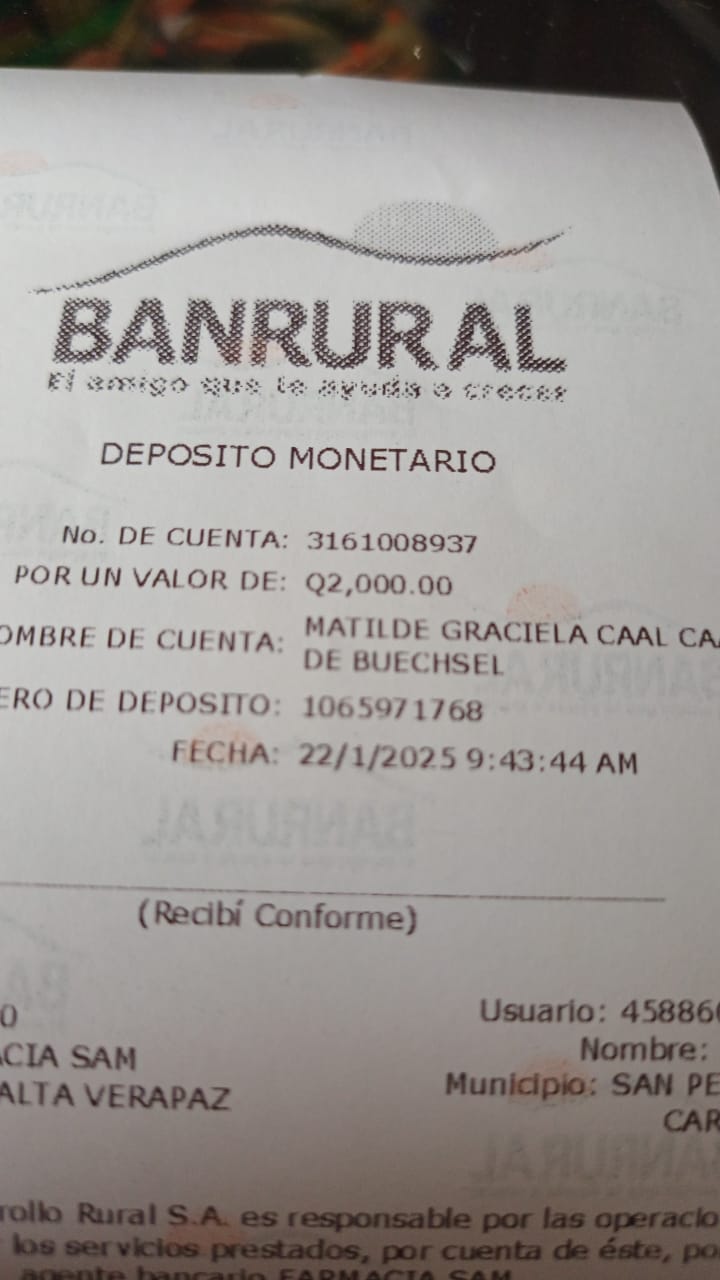 BANRURAL
El amigo que te ayuda a crecer
DEPOSITO MONETARIO
No. DE CUENTA: 3161008937
POR UN VALOR DE: Q2,000.00
OMBRE DE CUENTA: MATILDE GRACIELA CAAL CA
DE BUECHSEL
ERO DE DEPOSITO: 1065971768
FECHA: 22/1/2025 9:43:44 AM
(Recibí Conforme)
0 Usuario: 45886
ACIA SAM Nombre:
ALTA VERAPAZ Municipio: SAN PE
CAR
rollo Rural S.A. es responsable por las operacio
los servicios prestados, por cuenta de éste, po
agente bancario FARMACIA SAM